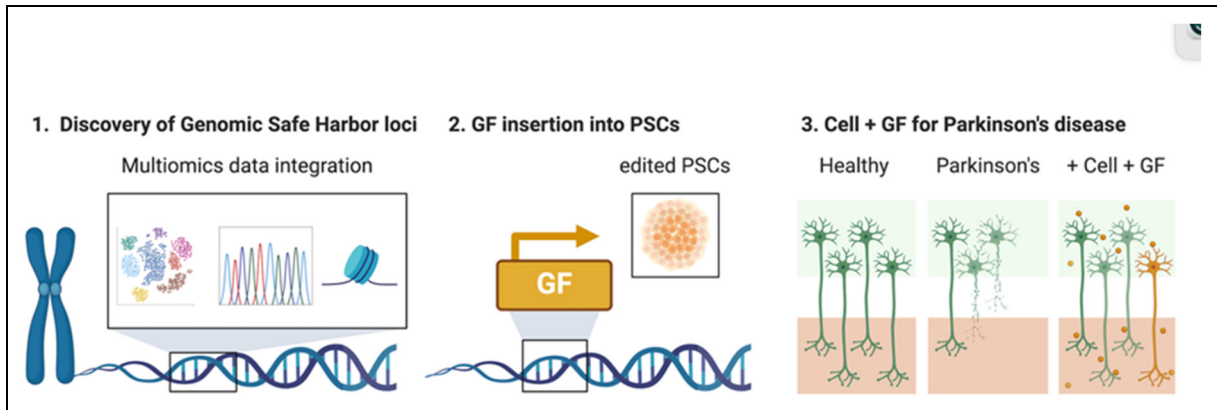 1. Discovery of Genomic Safe Harbor loci
Multiomics data integration
2. GF insertion into PSCs
edited PSCs
GF
3. Cell + GF for Parkinson's disease
Healthy
Parkinson's
+ Cell + GF